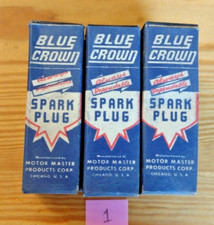 BLUE
CROWN
SPARK
PLUG
MOTOR MASTER
PRODUCTS CORP.
CHICAGO, U. S. A.
BLUE
CROWN
SPARK
PLUG
MOTOR MASTER
PRODUCTS CORP.
CHICAGO, U. S. A.
BLUE
CROWN
SPARK
PLUG
MOTOR MASTER
PRODUCTS CORP.
CHICAGO, U. S. A.
1